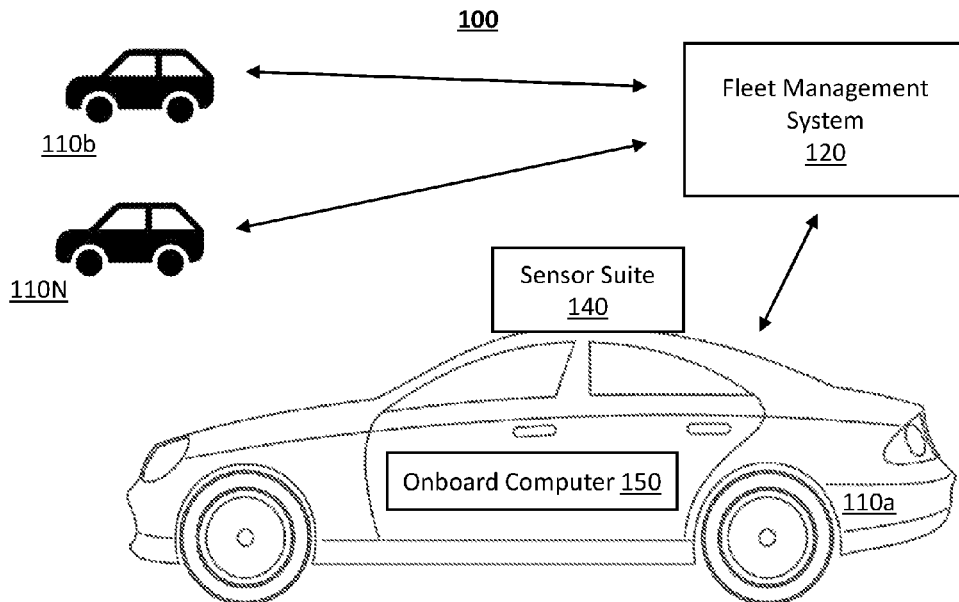 100
110b
Fleet Management
System
120
110N
Sensor Suite
140
Onboard Computer 150
110a